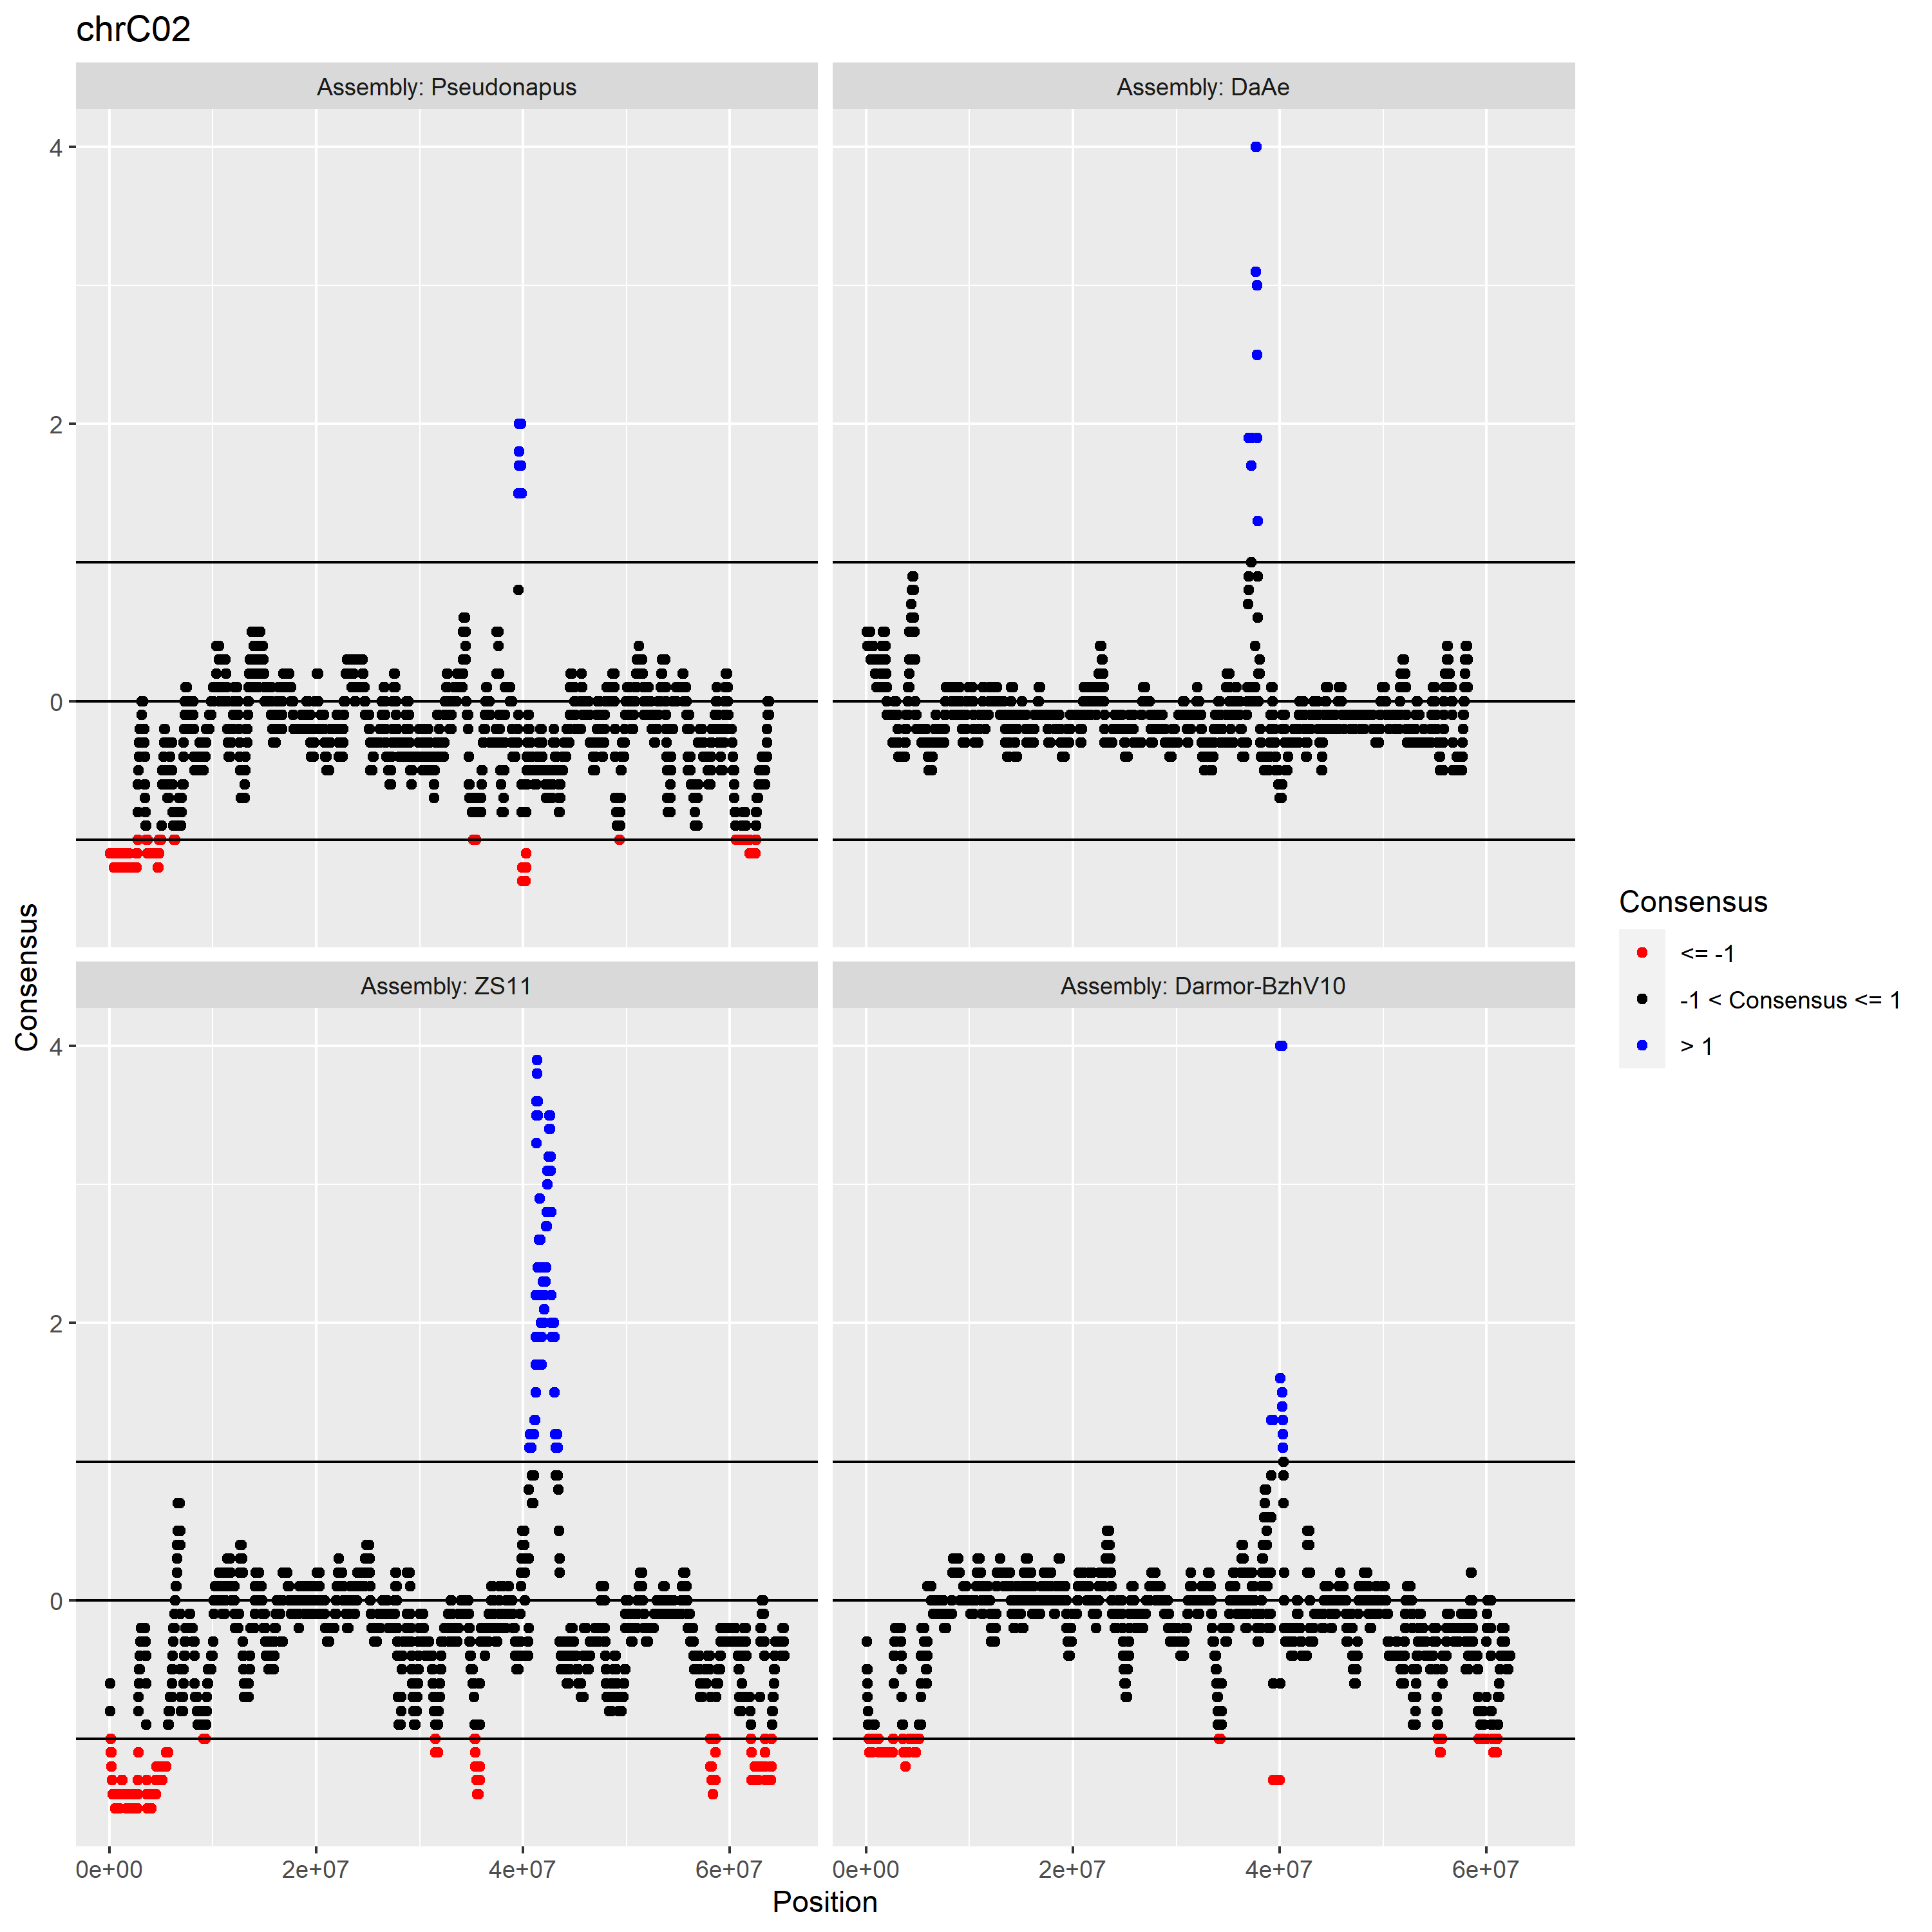 chrC02
Assembly: Pseudonapus
Assembly: DaAe
4
2
0
Consensus
Assembly: ZS11
Assembly: Darmor-BzhV10
4
2
0
0e+00 2e+07 4e+07 6e+07 0e+00 2e+07 4e+07 6e+07
Position
Consensus
<= -1
-1 < Consensus <= 1
> 1